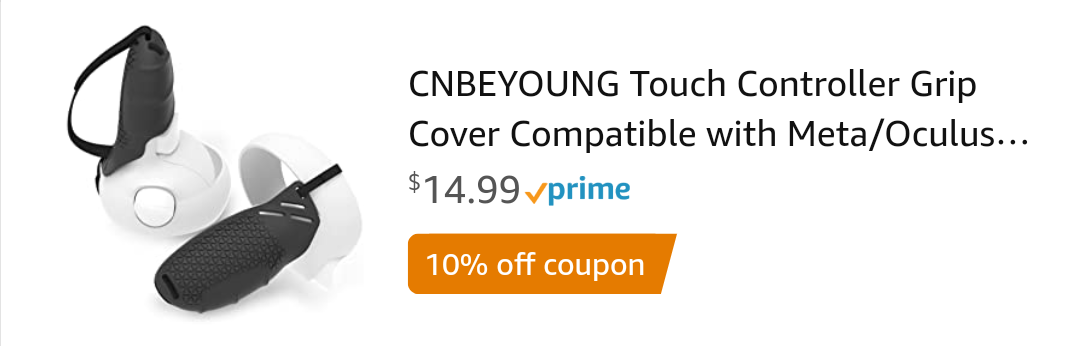 CNBEYOUNG Touch Controller Grip
Cover Compatible with Meta/Oculus...
$14.99 prime
10% off coupon